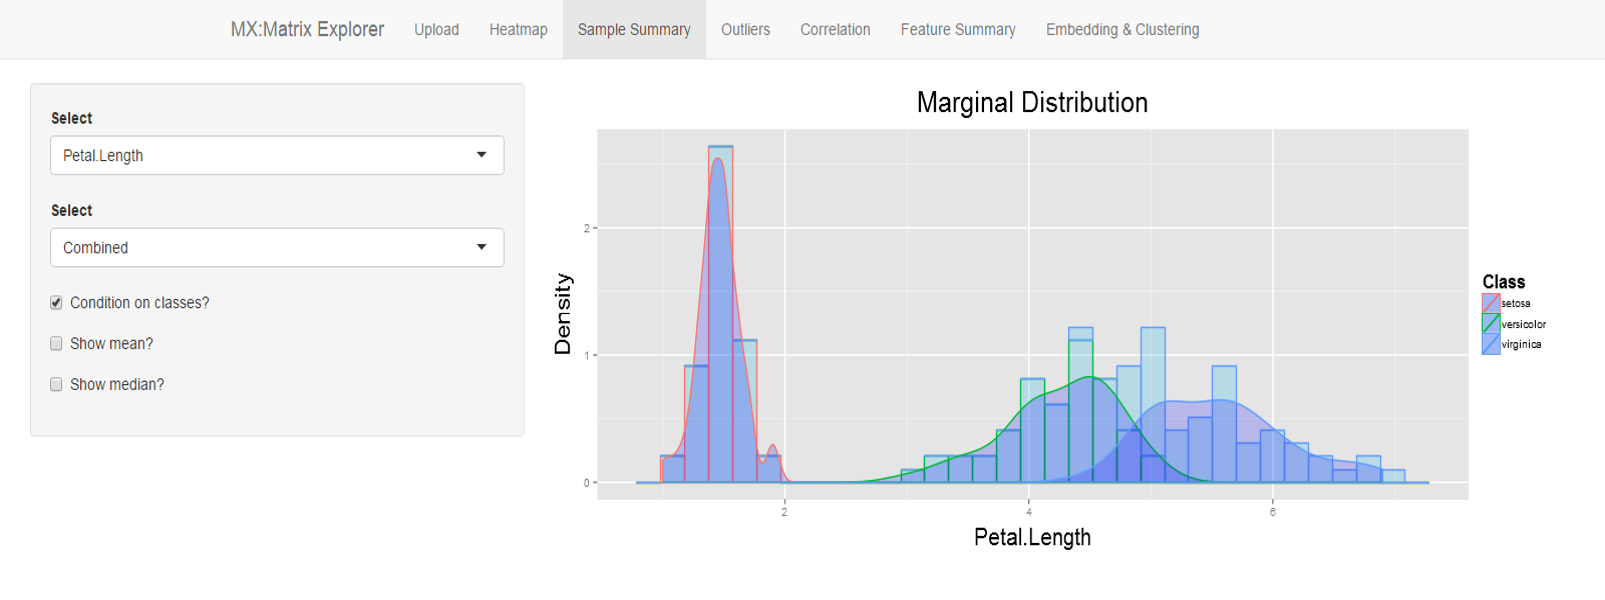 MX:Matrix Explorer Upload Heatmap Sample Summary Outliers Correlation Feature Summary Embedding & Clustering
Select
Petal.Length
Select
Combined
Condition on classes?
Show mean?
Show median?
Marginal Distribution
Density
2
1
0
2 4 6
Petal.Length
Class
setosa
versicolor
virginica